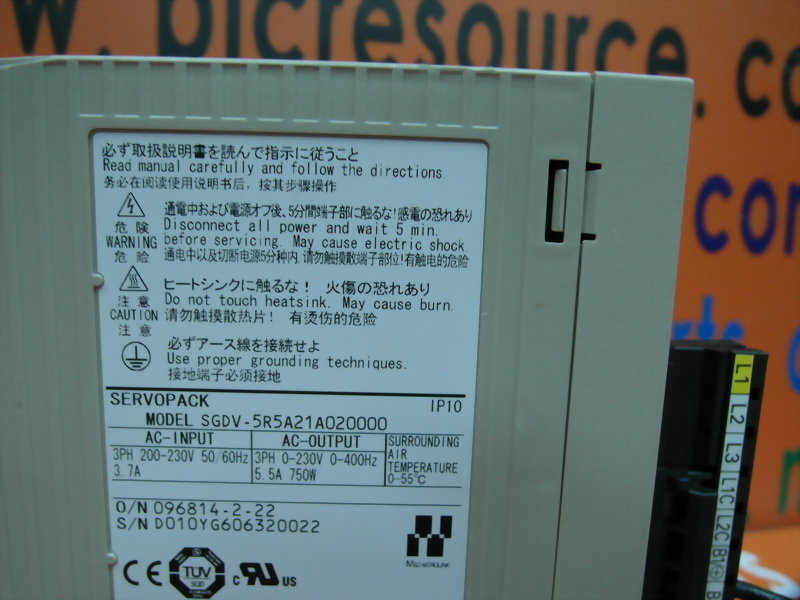 w. plcresource.c
必ず取扱説明書を読んで指示に従うこと
Read manual carefully and follow the directions.
务必在阅读使用说明书后，按其步骤操作
危険
WARNING
危险
通電中および電源オフ後､5分間端子部に触るな!感電の恐れあり
Disconnect all power and wait 5 min.
before servicing. May cause electric shock.
通电中以及切断电源5分种内,请勿触摸端子部位!有触电的危险
注意
CAUTION
注意
ヒートシンクに触るな! 火傷の恐れあり
Do not touch heatsink. May cause burn.
请勿触摸散热片! 有烫伤的危险
必ずアース線を接続せよ
Use proper grounding techniques.
接地端子必须接地
SERVOPACK IP10
MODEL SGDV-5R5A21A020000
AC-INPUT
3PH 200-230V 50/60Hz
3.7A
AC-OUTPUT
3PH 0-230V 0-400Hz
5.5A 750W
SURROUNDING
AIR
TEMPERATURE
0-55℃
O/N 096814-2-22
S/N D010YG606320022
MECHATROLINK
CE
TÜV
SÜD
c RU US
L1
L2
L3
L1C
L2C
B1/⊕
con